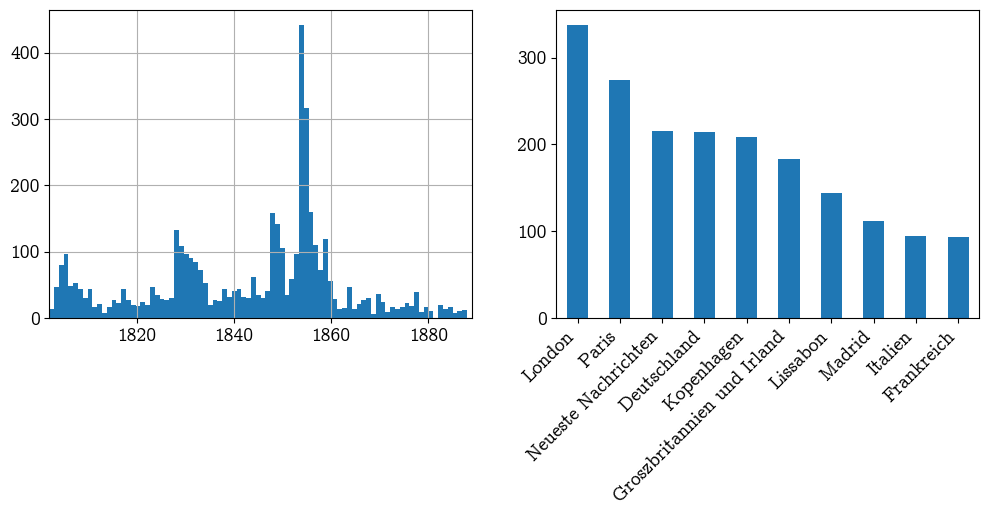 400
300
200
100
0
1820 1840 1860 1880
300
200
100
0
London
Paris
Neueste Nachrichten
Deutschland
Kopenhagen
Groszbritannien und Irland
Lissabon
Madrid
Italien
Frankreich